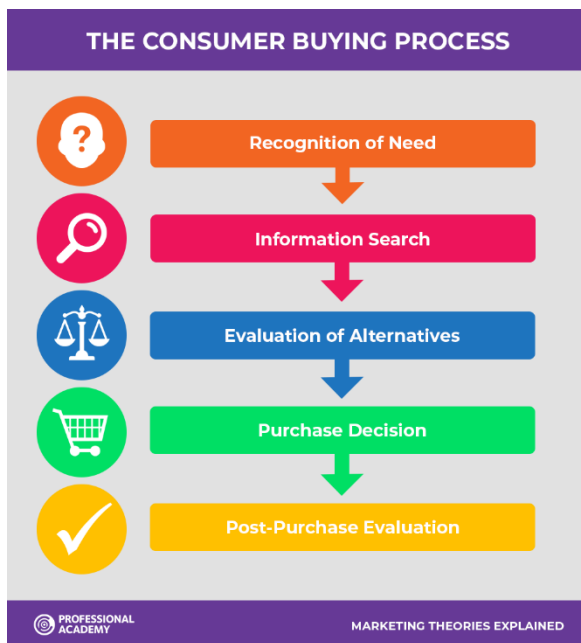 THE CONSUMER BUYING PROCESS
?
Recognition of Need
Information Search
Evaluation of Alternatives
Purchase Decision
Post-Purchase Evaluation
PROFESSIONAL
ACADEMY
MARKETING THEORIES EXPLAINED